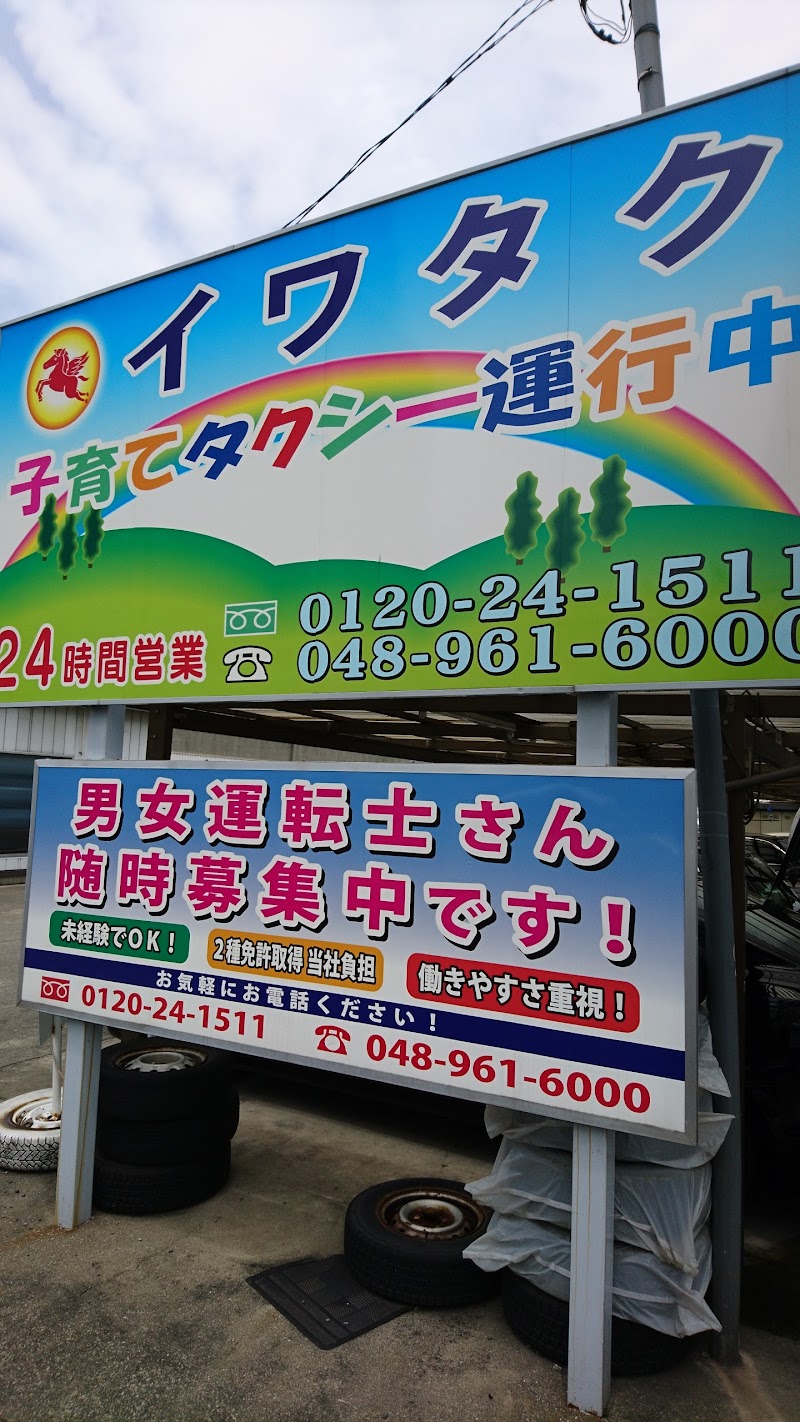 イワタク
子育てタクシー運行中
24時間営業
0120-24-1511
048-961-6000
男女運転士さん
随時募集中です！
未経験でOK！
2種免許取得 当社負担
働きやすさ重視！
お気軽にお電話ください！
0120-24-1511
048-961-6000